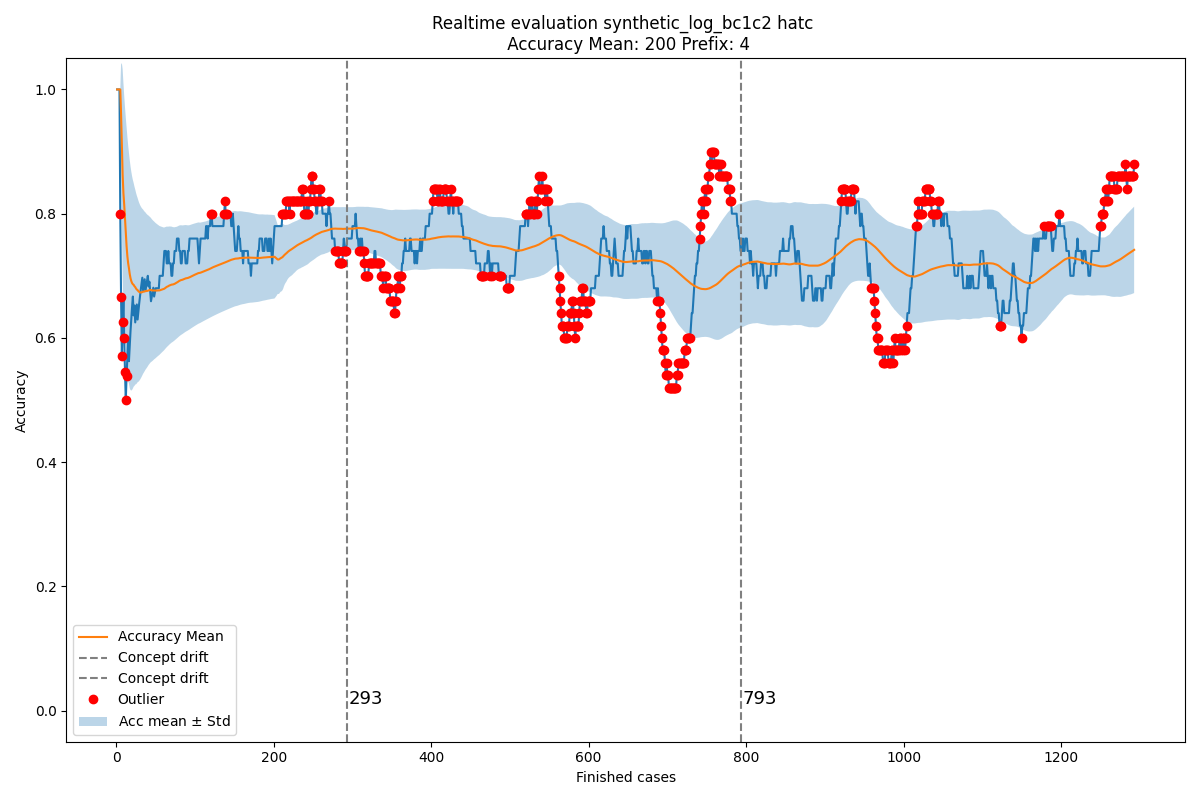 Realtime evaluation synthetic_log_bc1c2 hatc
Accuracy Mean: 200 Prefix: 4
1.0
0.8
0.6
0.4
0.2
0.0
Accuracy
293
793
Accuracy Mean
Concept drift
Concept drift
Outlier
Acc mean ± Std
0
200
400
600
800
1000
1200
Finished cases